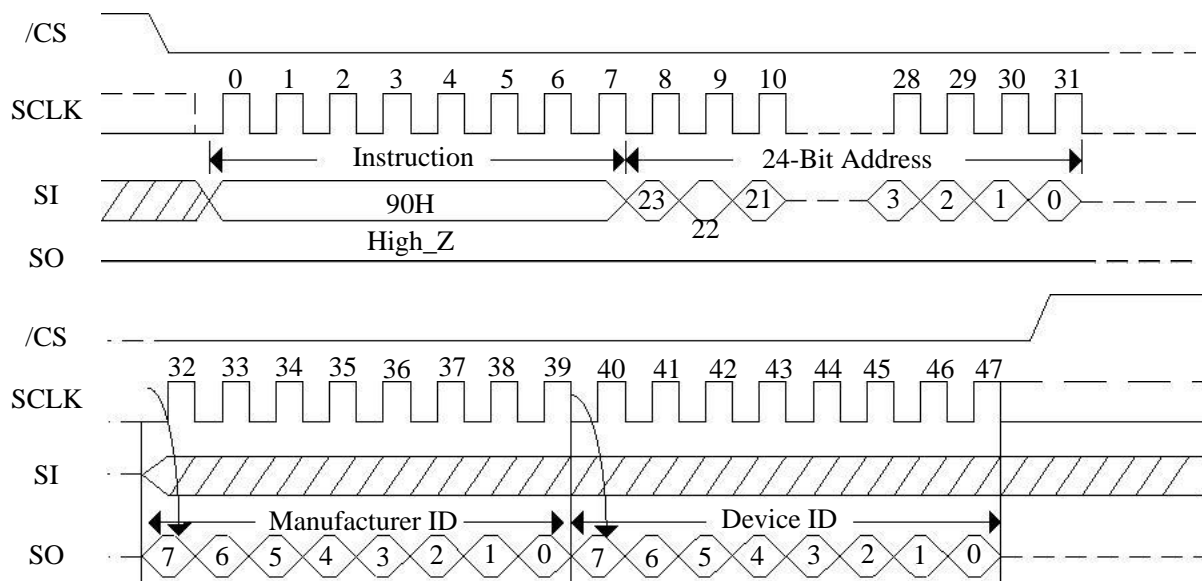 /CS
0 1 2 3 4 5 6 7 8 9 10 28 29 30 31
SCLK
Instruction 24-Bit Address
SI
90H 23 22 21 3 2 1 0
High_Z
SO
/CS
32 33 34 35 36 37 38 39 40 41 42 43 44 45 46 47
SCLK
SI
Manufacturer ID Device ID
SO 7 6 5 4 3 2 1 0 7 6 5 4 3 2 1 0